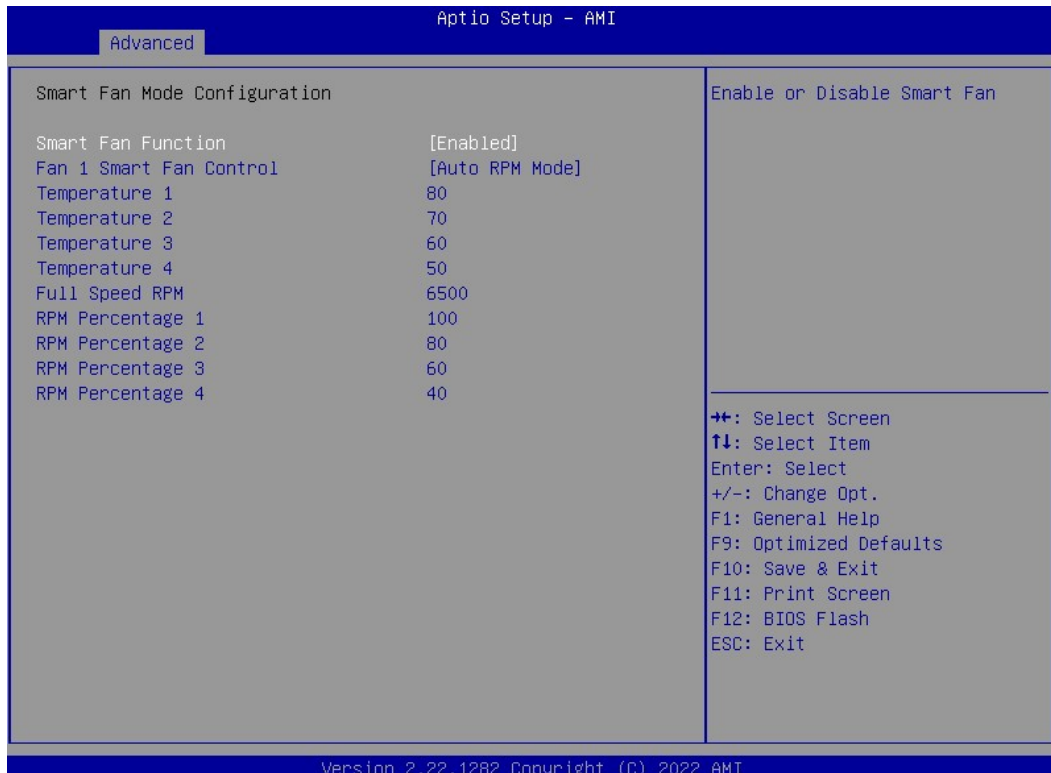 Aptio Setup – AMI
Advanced
Smart Fan Mode Configuration
Smart Fan Function [Enabled]
Fan 1 Smart Fan Control [Auto RPM Mode]
Temperature 1 80
Temperature 2 70
Temperature 3 60
Temperature 4 50
Full Speed RPM 6500
RPM Percentage 1 100
RPM Percentage 2 80
RPM Percentage 3 60
RPM Percentage 4 40
Enable or Disable Smart Fan
→←: Select Screen
↑↓: Select Item
Enter: Select
+/-: Change Opt.
F1: General Help
F9: Optimized Defaults
F10: Save & Exit
F11: Print Screen
F12: BIOS Flash
ESC: Exit
Version 2.22.1282 Copyright (C) 2022 AMI